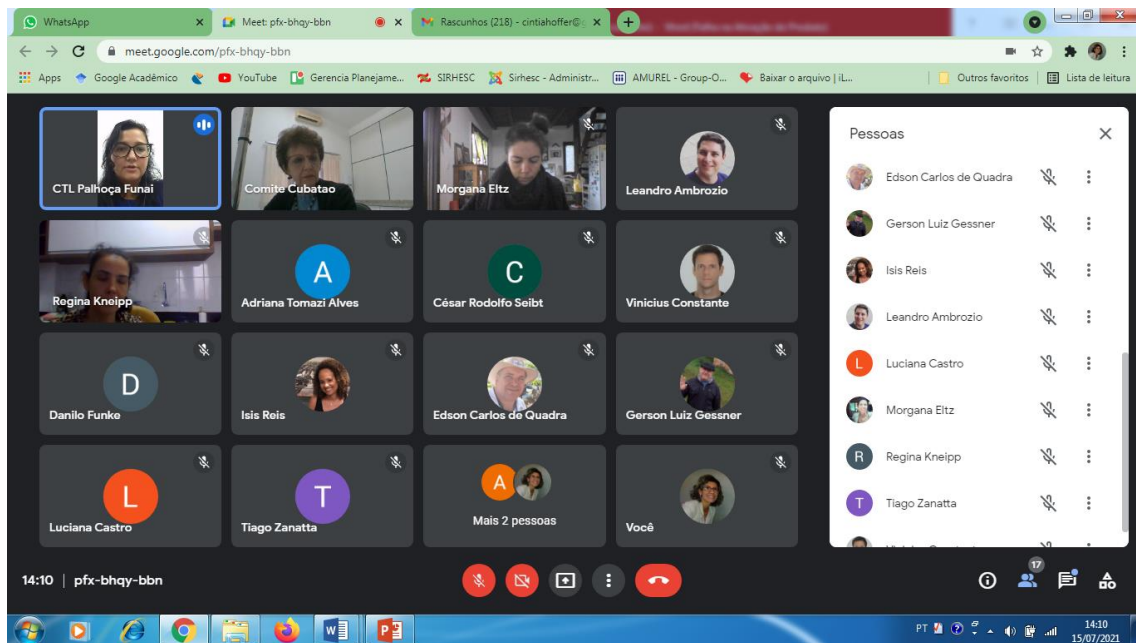 WhatsApp
Meet: pfx-bhqy-bbn
Rascunhos (218) - cintiahoffer@
meet.google.com/pfx-bhqy-bbn
Apps
Google Acadêmico
YouTube
Gerencia Planejame...
SIRHESC
Sirhesc - Administr...
AMUREL - Group-O...
Baixar o arquivo | iL...
Outros favoritos
Lista de leitura
CTL Palhoça Funai
Comite Cubatao
Morgana Eltz
Leandro Ambrozio
Regina Kneipp
A
Adriana Tomazi Alves
C
César Rodolfo Seibt
Vinicius Constante
D
Danilo Funke
Isis Reis
Edson Carlos de Quadra
Gerson Luiz Gessner
L
Luciana Castro
T
Tiago Zanatta
A
Mais 2 pessoas
Você
Pessoas
Edson Carlos de Quadra
Gerson Luiz Gessner
Isis Reis
Leandro Ambrozio
L
Luciana Castro
Morgana Eltz
R
Regina Kneipp
T
Tiago Zanatta
14:10 | pfx-bhqy-bbn
17
PT
14:10
15/07/2021